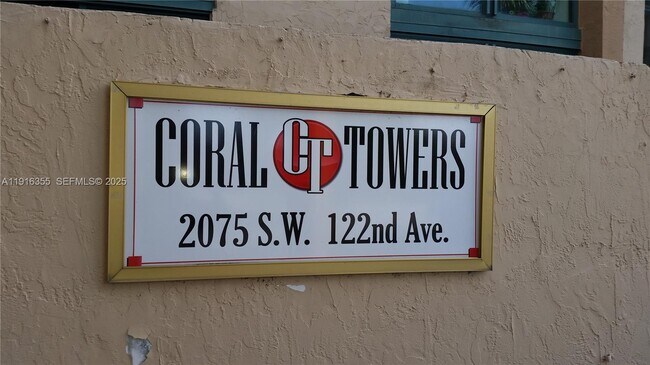 CORAL CT TOWERS
2075 S.W. 122nd Ave.
A11916355 SEFMLS© 2025